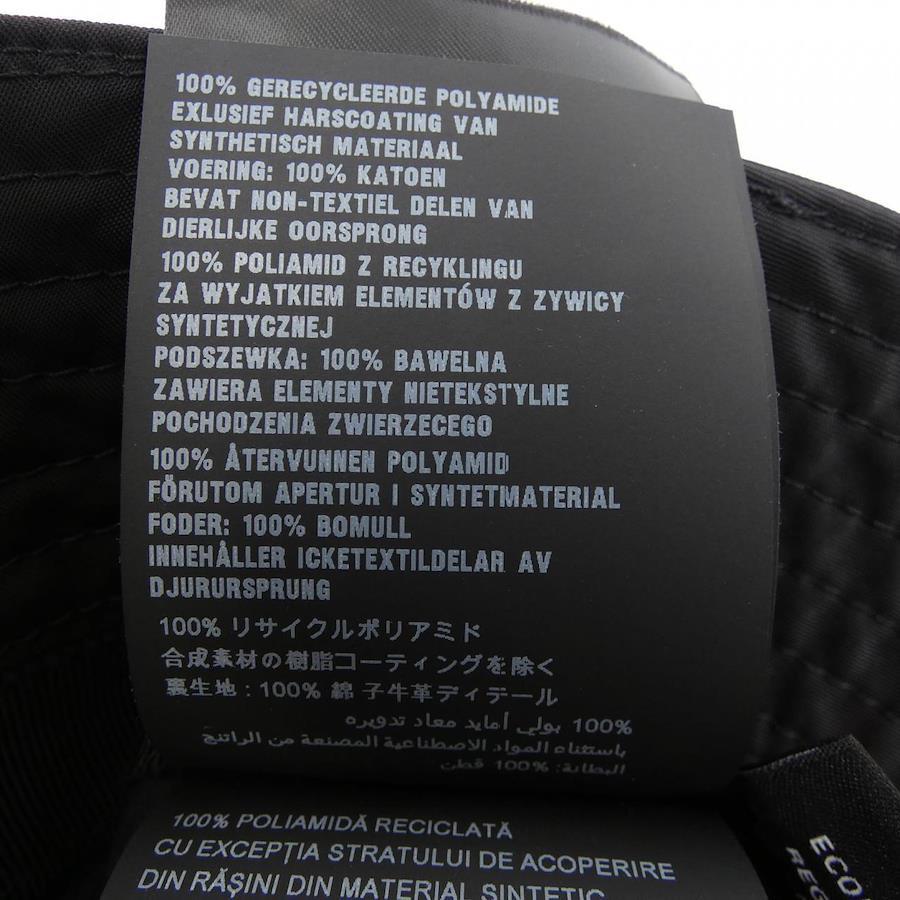 100% GERECYCLEERDE POLYAMIDE
EXLUSIEF HARSCOATING VAN
SYNTHETISCH MATERIAAL
VOERING: 100% KATOEN
BEVAT NON-TEXTIEL DELEN VAN
DIERLIJKE OORSPRONG
100% POLIAMID Z RECYKLINGU
ZA WYJATKIEM ELEMENTÓW Z ZYWICY
SYNTETYCZNEJ
PODSZEWKA: 100% BAWELNA
ZAWIERA ELEMENTY NIETEKSTYLNE
POCHODZENIA ZWIERZECEGO
100% ÅTERVUNNEN POLYAMID
FÖRUTOM APERTUR I SYNTETMATERIAL
FODER: 100% BOMULL
INNEHÅLLER ICKETEXTILDELAR AV
DJURURSPRUNG
100% リサイクルポリアミド
合成素材の樹脂コーティングを除く
裏生地：100% 綿 子牛革ディテール
100% بولي أمايد معاد تدويره
باستثناء المواد الاصطناعية المصنعة من الراتنج
البطانة: 100% قطن
100% POLIAMIDĂ RECICLATĂ
CU EXCEPȚIA STRATULUI DE ACOPERIRE
DIN RĂȘINI DIN MATERIAL SINTETIC
ECO
REG